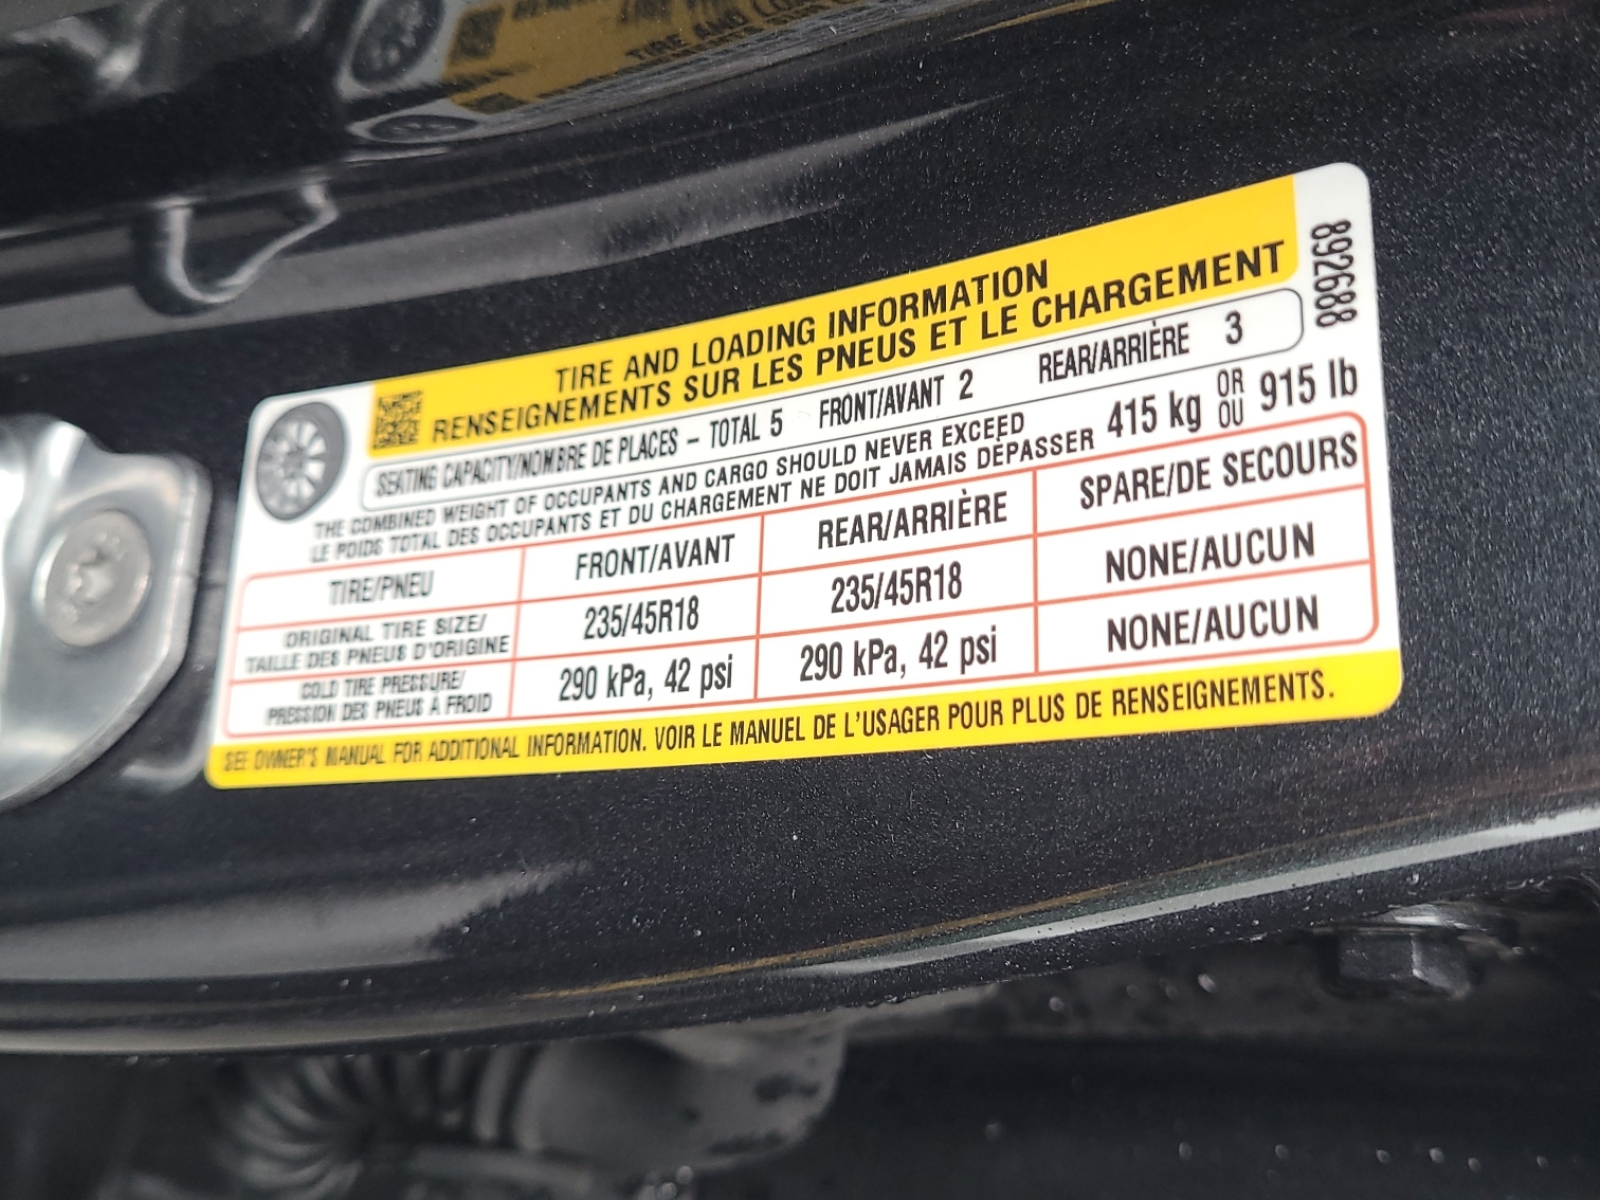 TIRE AND LOADING INFORMATION
RENSEIGNEMENTS SUR LES PNEUS ET LE CHARGEMENT
892688
SEATING CAPACITY/NOMBRE DE PLACES – TOTAL 5 FRONT/AVANT 2 REAR/ARRIÈRE 3
THE COMBINED WEIGHT OF OCCUPANTS AND CARGO SHOULD NEVER EXCEED
LE POIDS TOTAL DES OCCUPANTS ET DU CHARGEMENT NE DOIT JAMAIS DÉPASSER
415 kg OR OU 915 lb
TIRE/PNEU FRONT/AVANT REAR/ARRIÈRE SPARE/DE SECOURS
ORIGINAL TIRE SIZE/
TAILLE DES PNEUS D'ORIGINE 235/45R18 235/45R18 NONE/AUCUN
COLD TIRE PRESSURE/
PRESSION DES PNEUS À FROID 290 kPa, 42 psi 290 kPa, 42 psi NONE/AUCUN
SEE OWNER'S MANUAL FOR ADDITIONAL INFORMATION. VOIR LE MANUEL DE L'USAGER POUR PLUS DE RENSEIGNEMENTS.